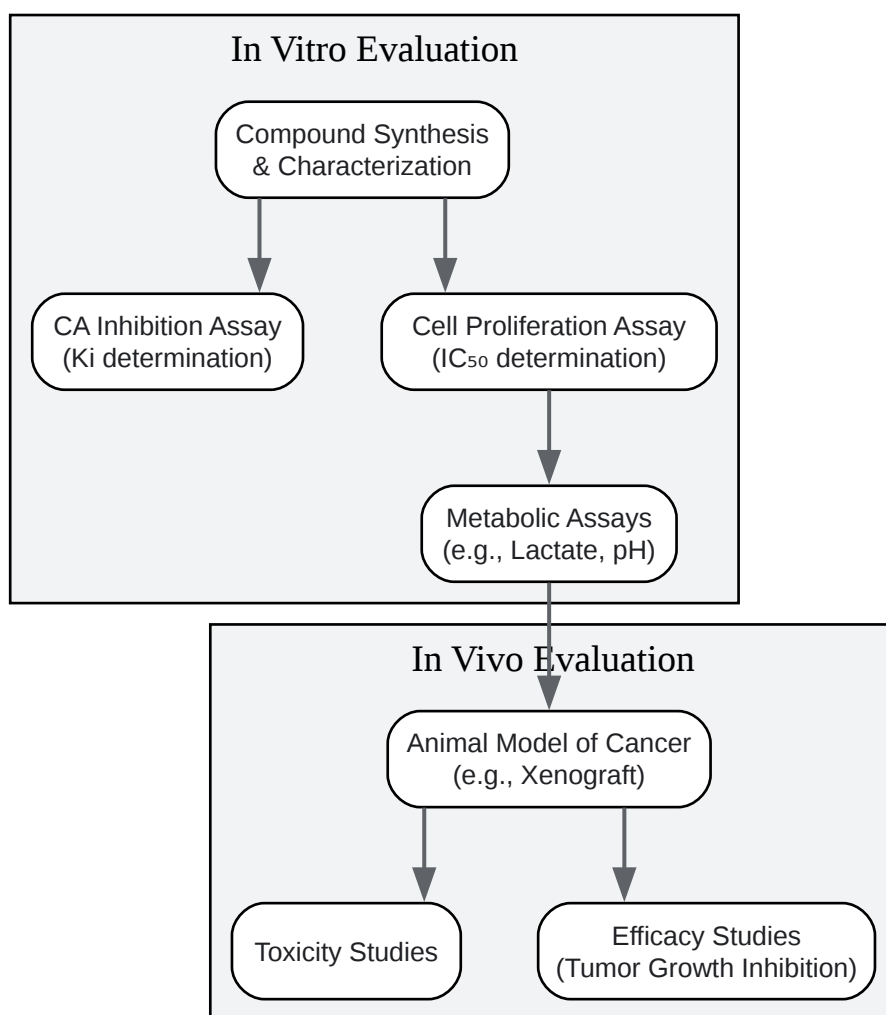 In Vitro Evaluation
Compound Synthesis
& Characterization
CA Inhibition Assay
(Ki determination)
Cell Proliferation Assay
(IC₅₀ determination)
Metabolic Assays
(e.g., Lactate, pH)
In Vivo Evaluation
Animal Model of Cancer
(e.g., Xenograft)
Toxicity Studies
Efficacy Studies
(Tumor Growth Inhibition)